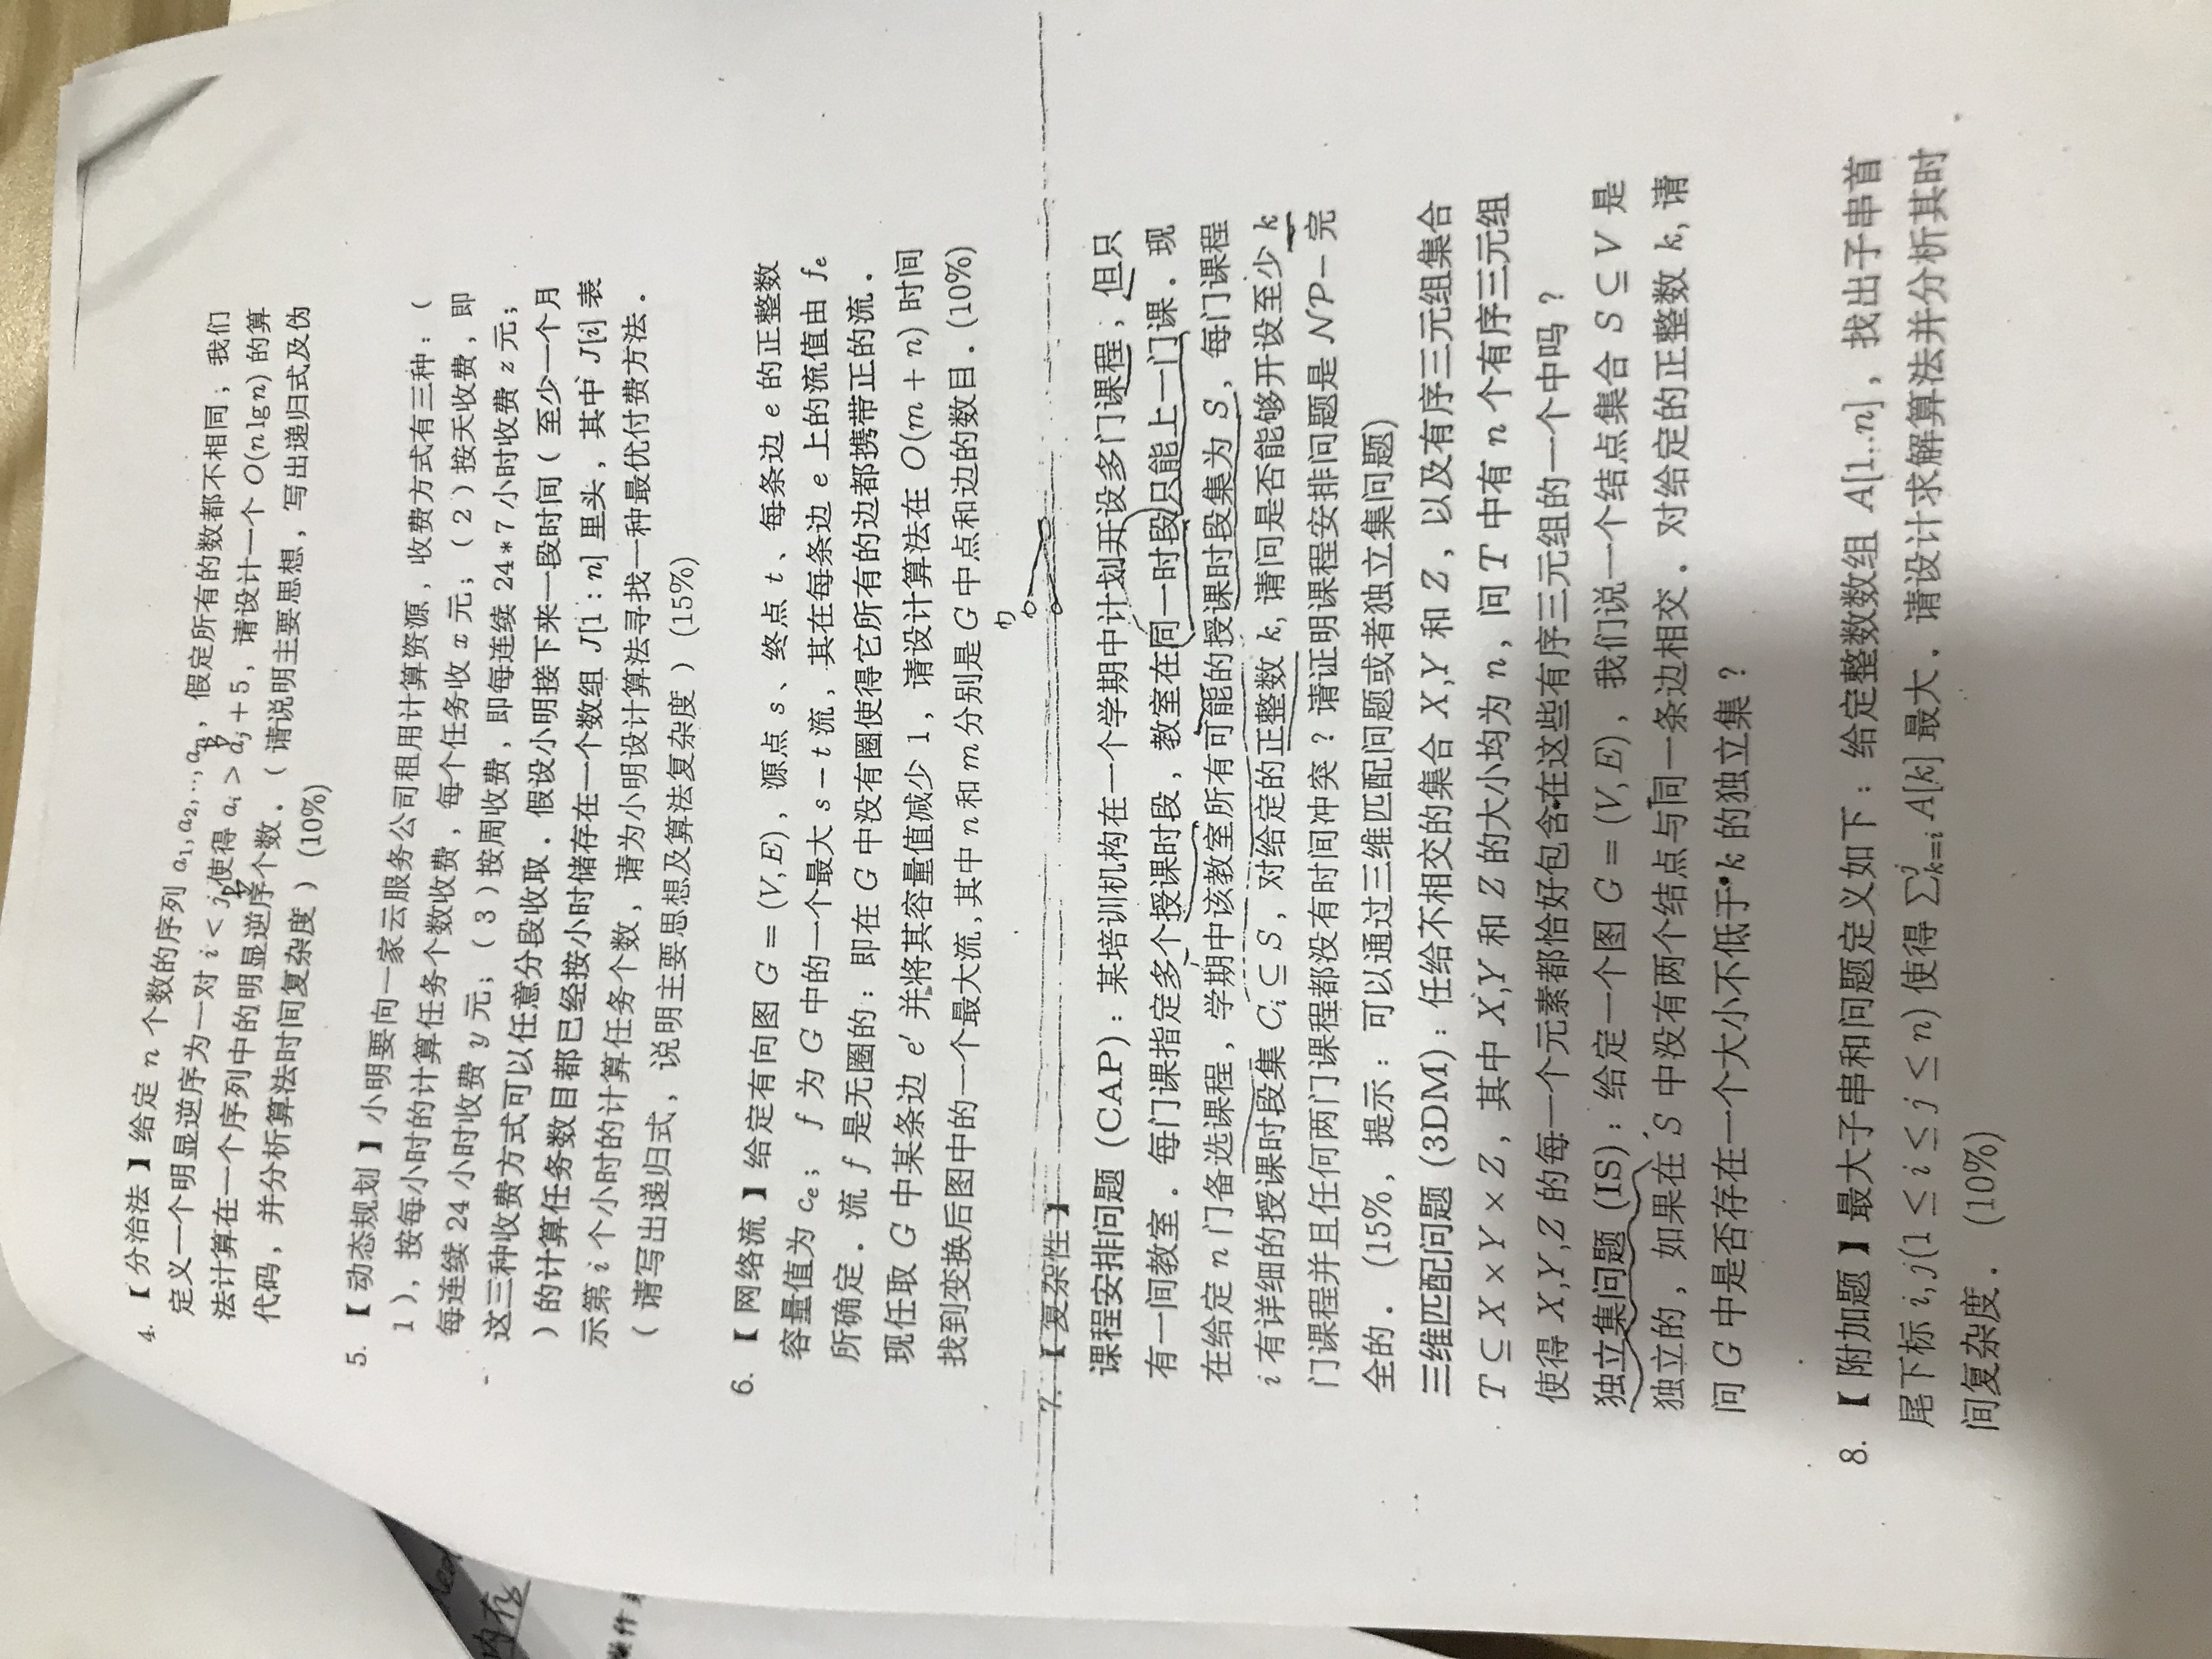 4. 【 分治法 】给定 n 个数的序列 a₁, a₂, .., aₙ, 假定所有的数都不相同；我们
定义一个明显逆序为一对 i < j, 使得 aᵢ > aⱼ + 5，请设计一个 O(n lg n) 的算
法计算在一个序列中的明显逆序个数．（请说明主要思想，写出递归式及伪
代码，并分析算法时间复杂度 ）(10%)
5. 【 动态规划 】小明要向一家云服务公司租用计算资源，收费方式有三种：（
1 )，按每小时的计算任务个数收费，每个任务收 x 元；（ 2 ）按天收费，即
每连续 24 小时收费 y 元；（ 3 ）按周收费，即每连续 24 * 7 小时收费 z 元；
这三种收费方式可以任意分段收取．假设小明接下来一段时间（ 至少一个月
）的计算任务数目都已经按小时储存在一个数组 J[1 : n] 里头，其中 J[i] 表
示第 i 个小时的计算任务个数，请为小明设计算法寻找一种最优付费方法．
（ 请写出递归式，说明主要思想及算法复杂度 ）(15%)
6. 【 网络流 】给定有向图 G = (V, E)，源点 s 、终点 t 、每条边 e 的正整数
容量值为 cₑ； f 为 G 中的一个最大 s − t 流，其在每条边 e 上的流值由 fₑ
所确定．流 f 是无圈的：即在 G 中没有圈使得它所有的边都携带正的流．
现任取 G 中某条边 e′ 并将其容量值减少 1，请设计算法在 O(m + n) 时间
找到变换后图中的一个最大流,其中 n 和 m 分别是 G 中点和边的数目．(10%)
7. 【 复杂性 】
课程安排问题 (CAP)：某培训机构在一个学期中计划开设多门课程，但只
有一间教室．每门课指定多个授课时段，教室在同一时段只能上一门课．现
在给定 n 门备选课程，学期中该教室所有可能的授课时段集为 S，每门课程
i 有详细的授课时段集 Cᵢ ⊆ S，对给定的正整数 k, 请问是否能够开设至少 k
门课程并且任何两门课程都没有时间冲突？请证明课程安排问题是 NP− 完
全的． (15%，提示：可以通过三维匹配问题或者独立集问题)
三维匹配问题 (3DM)：任给不相交的集合 X,Y 和 Z，以及有序三元组集合
T ⊆ X × Y × Z，其中 X,Y 和 Z 的大小均为 n，问 T 中有 n 个有序三元组
使得 X,Y,Z 的每一个元素都恰好包含在这些有序三元组的一个中吗？
独立集问题 (IS)：给定一个图 G = (V, E)，我们说一个结点集合 S ⊆ V 是
独立的，如果在 S 中没有两个结点与同一条边相交．对给定的正整数 k, 请
问 G 中是否存在一个大小不低于 k 的独立集？
8. 【 附加题 】最大子串和问题定义如下：给定整数数组 A[1..n]，找出子串首
尾下标 i, j(1 ≤ i ≤ j ≤ n) 使得 ∑ʲₖ₌ᵢ A[k] 最大．请设计求解算法并分析其时
间复杂度． (10%)
内存